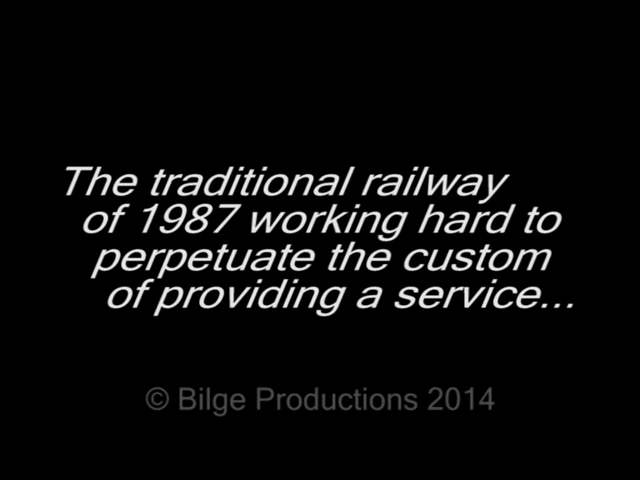 The traditional railway
of 1987 working hard to
perpetuate the custom
of providing a service...
© Bilge Productions 2014